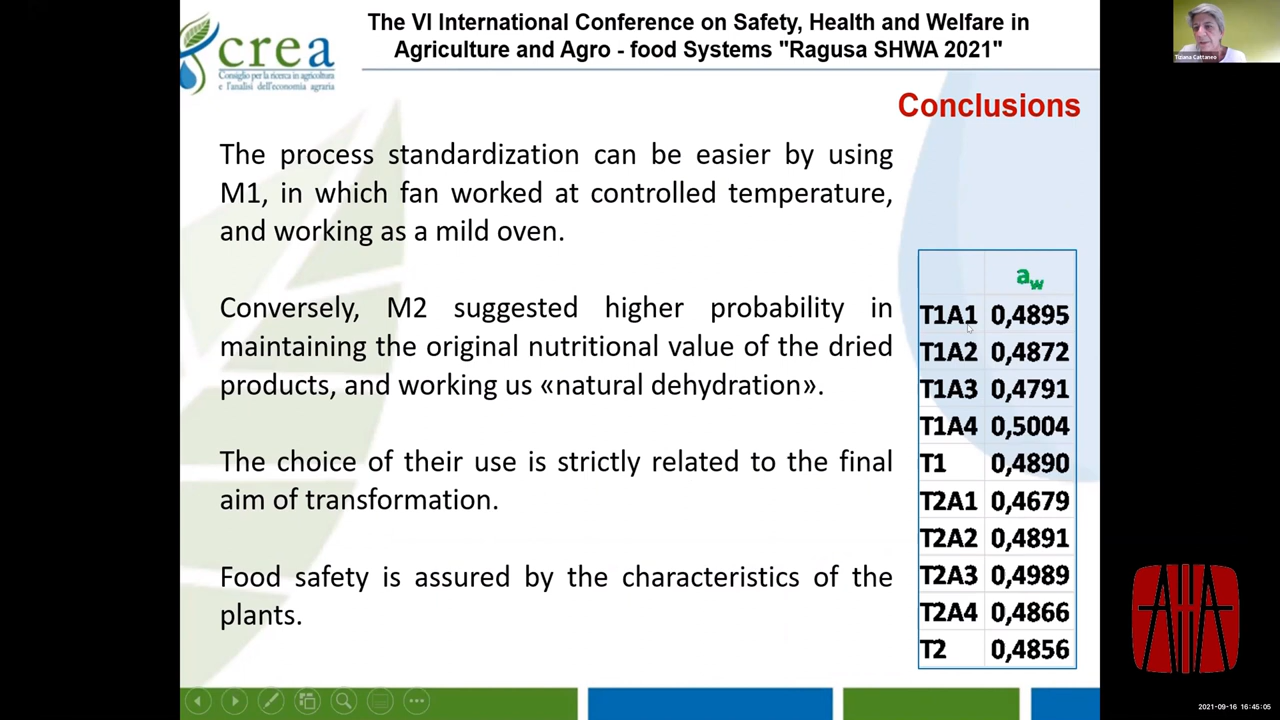 The VI International Conference on Safety, Health and Welfare in
Agriculture and Agro - food Systems "Ragusa SHWA 2021"
crea
Consiglio per la ricerca in agricoltura
e l'analisi dell'economia agraria
Tiziana Cattaneo
Conclusions
The process standardization can be easier by using
M1, in which fan worked at controlled temperature,
and working as a mild oven.
Conversely, M2 suggested higher probability in
maintaining the original nutritional value of the dried
products, and working us «natural dehydration».
The choice of their use is strictly related to the final
aim of transformation.
Food safety is assured by the characteristics of the
plants.
aw
T1A1 0,4895
T1A2 0,4872
T1A3 0,4791
T1A4 0,5004
T1 0,4890
T2A1 0,4679
T2A2 0,4891
T2A3 0,4989
T2A4 0,4866
T2 0,4856
2021-09-16 16:45:05